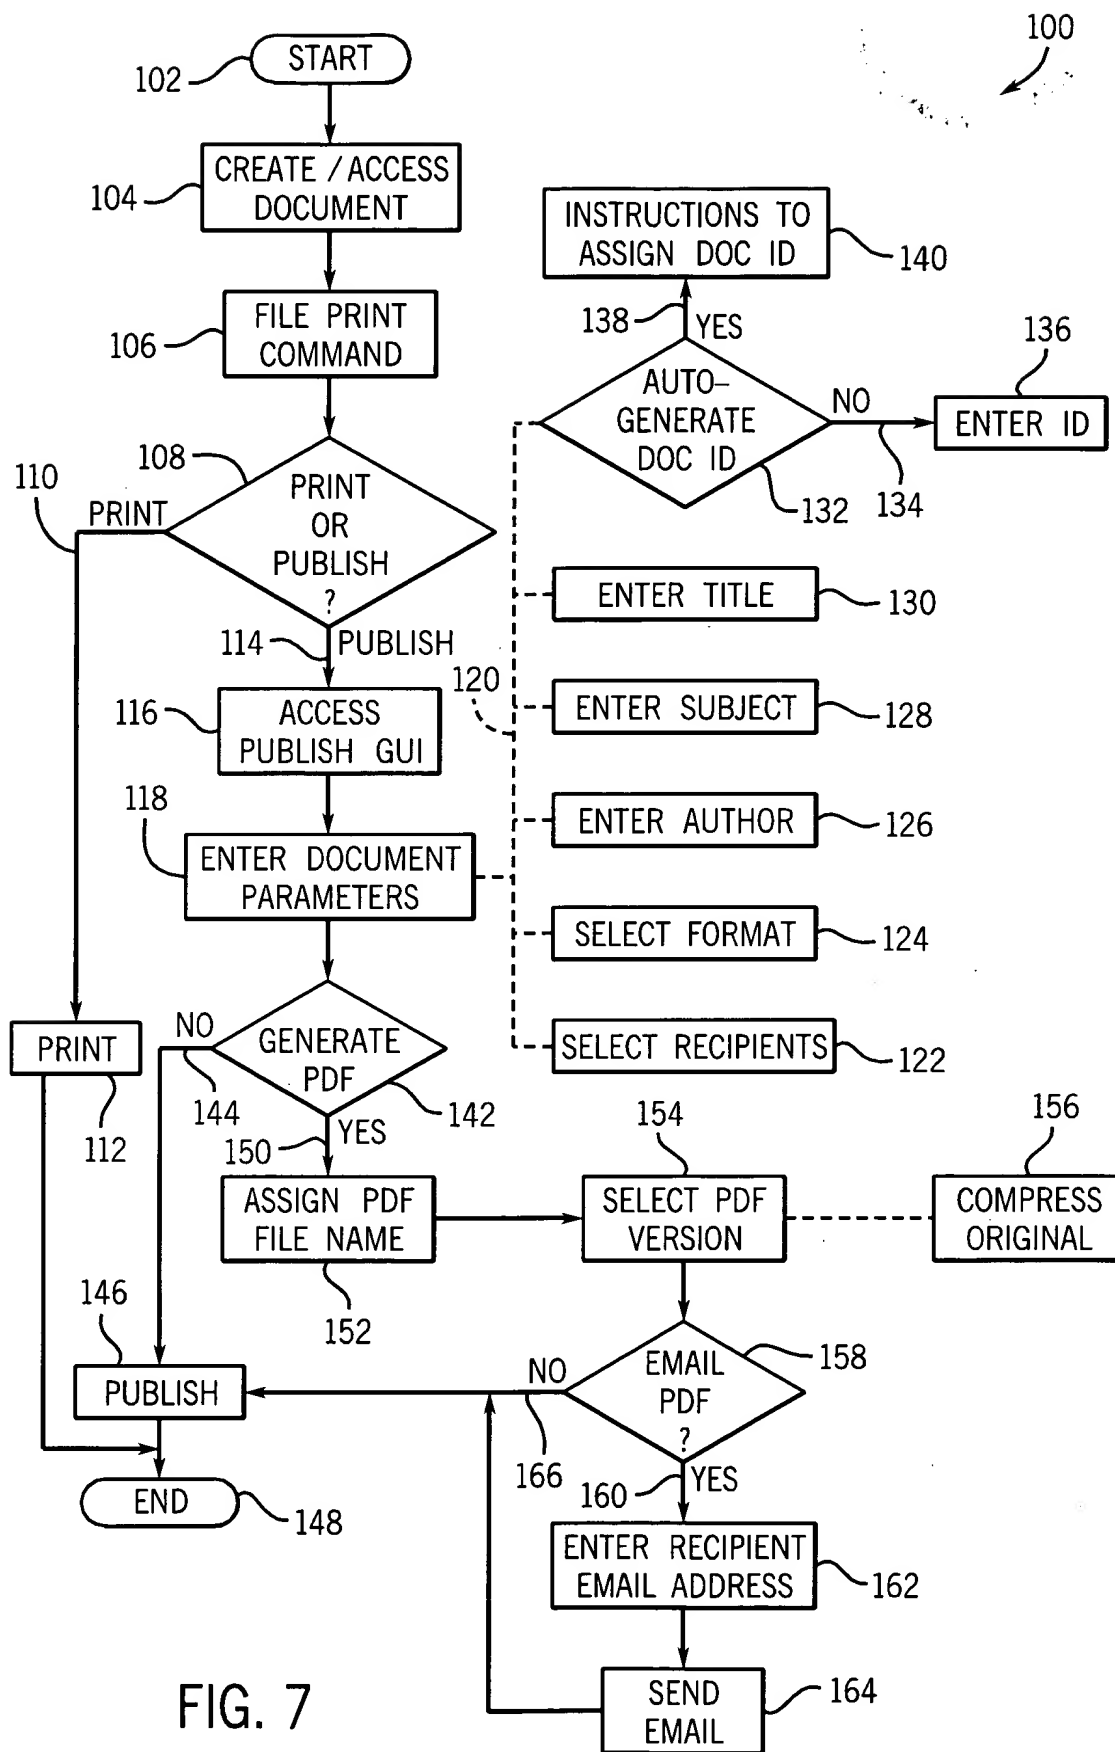 100
START
102
CREATE / ACCESS
DOCUMENT
104
INSTRUCTIONS TO
ASSIGN DOC ID
140
138
YES
FILE PRINT
COMMAND
106
136
AUTO-
GENERATE
DOC ID
NO
ENTER ID
134
132
108
110
PRINT
PRINT
OR
PUBLISH
?
ENTER TITLE
130
114
PUBLISH
120
ENTER SUBJECT
128
116
ACCESS
PUBLISH GUI
118
ENTER AUTHOR
126
ENTER DOCUMENT
PARAMETERS
SELECT FORMAT
124
NO
GENERATE
PDF
142
144
PRINT
112
SELECT RECIPIENTS
122
150
YES
154
156
ASSIGN PDF
FILE NAME
152
SELECT PDF
VERSION
COMPRESS
ORIGINAL
146
PUBLISH
NO
EMAIL
PDF
?
158
166
160
YES
END
148
ENTER RECIPIENT
EMAIL ADDRESS
162
SEND
EMAIL
164
FIG. 7